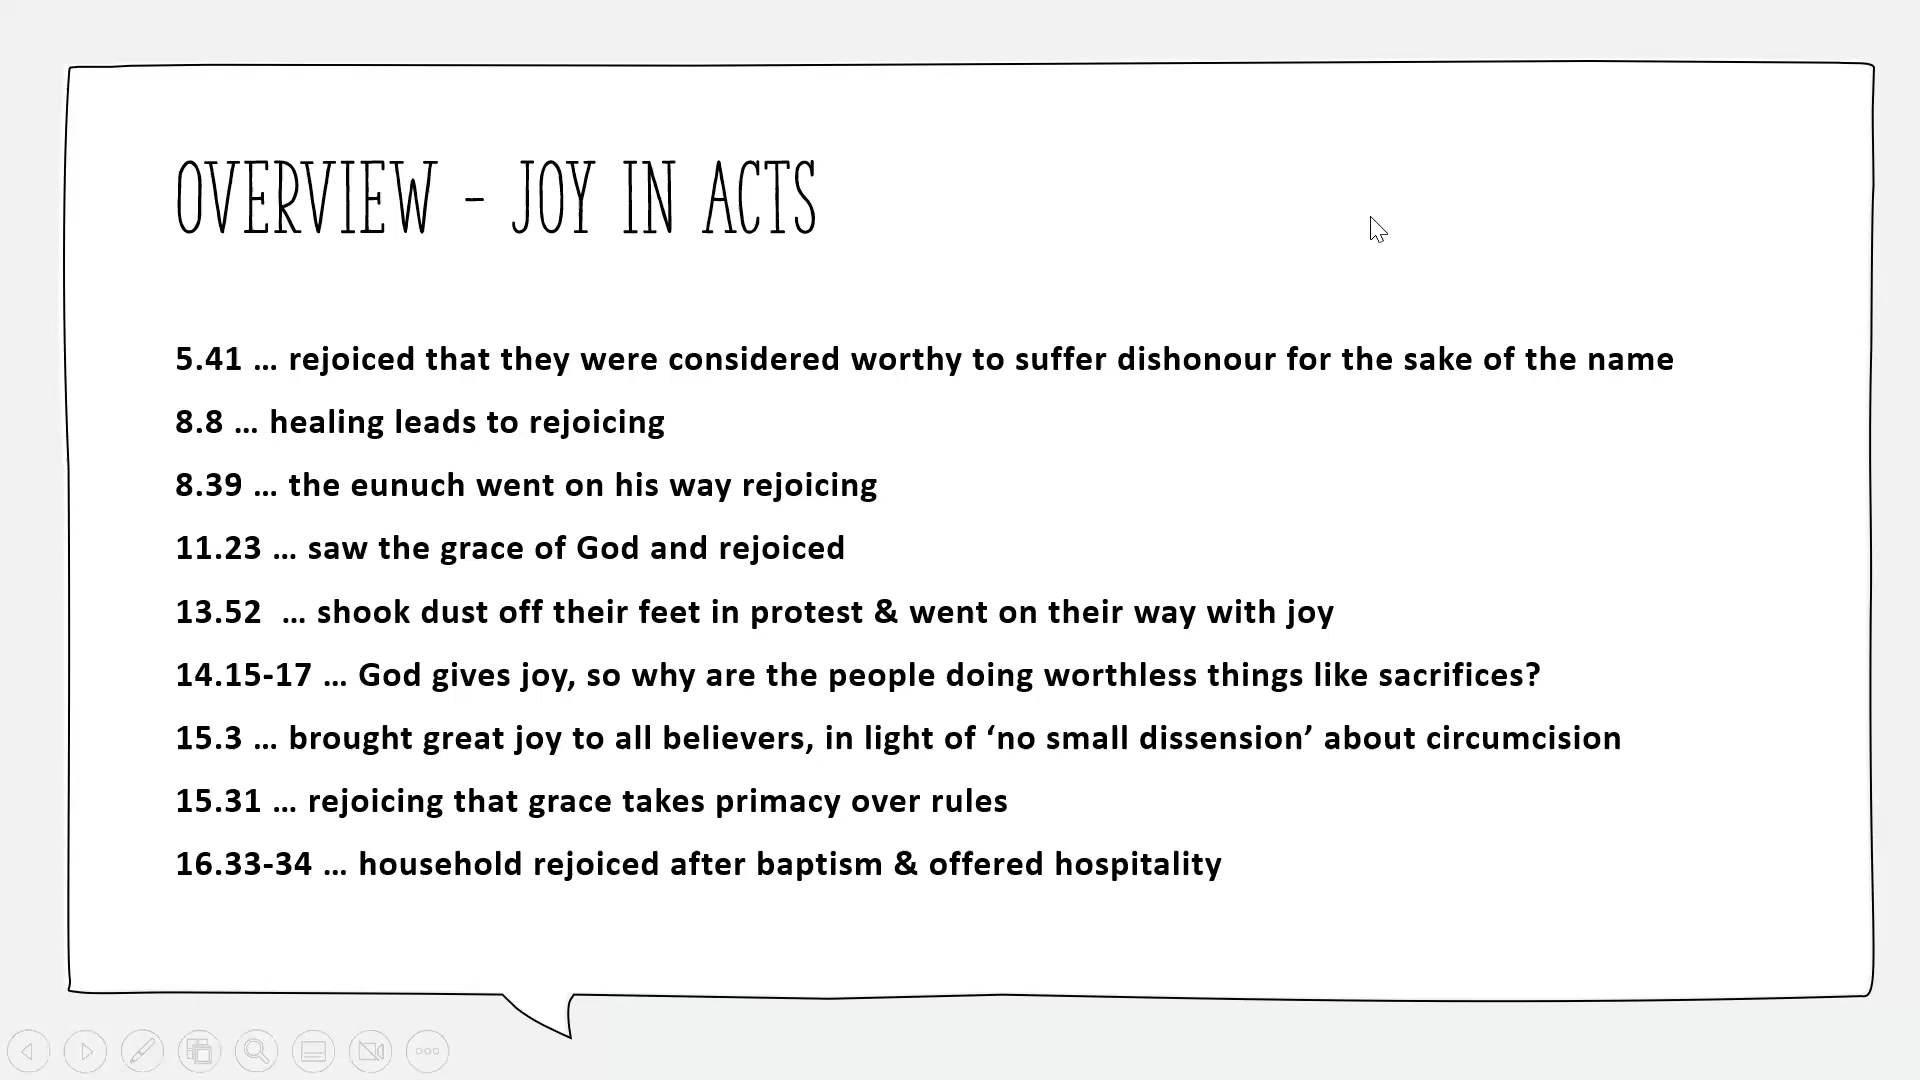 OVERVIEW - JOY IN ACTS
5.41 … rejoiced that they were considered worthy to suffer dishonour for the sake of the name
8.8 … healing leads to rejoicing
8.39 … the eunuch went on his way rejoicing
11.23 … saw the grace of God and rejoiced
13.52  … shook dust off their feet in protest & went on their way with joy
14.15-17 … God gives joy, so why are the people doing worthless things like sacrifices?
15.3 … brought great joy to all believers, in light of ‘no small dissension’ about circumcision
15.31 … rejoicing that grace takes primacy over rules
16.33-34 … household rejoiced after baptism & offered hospitality